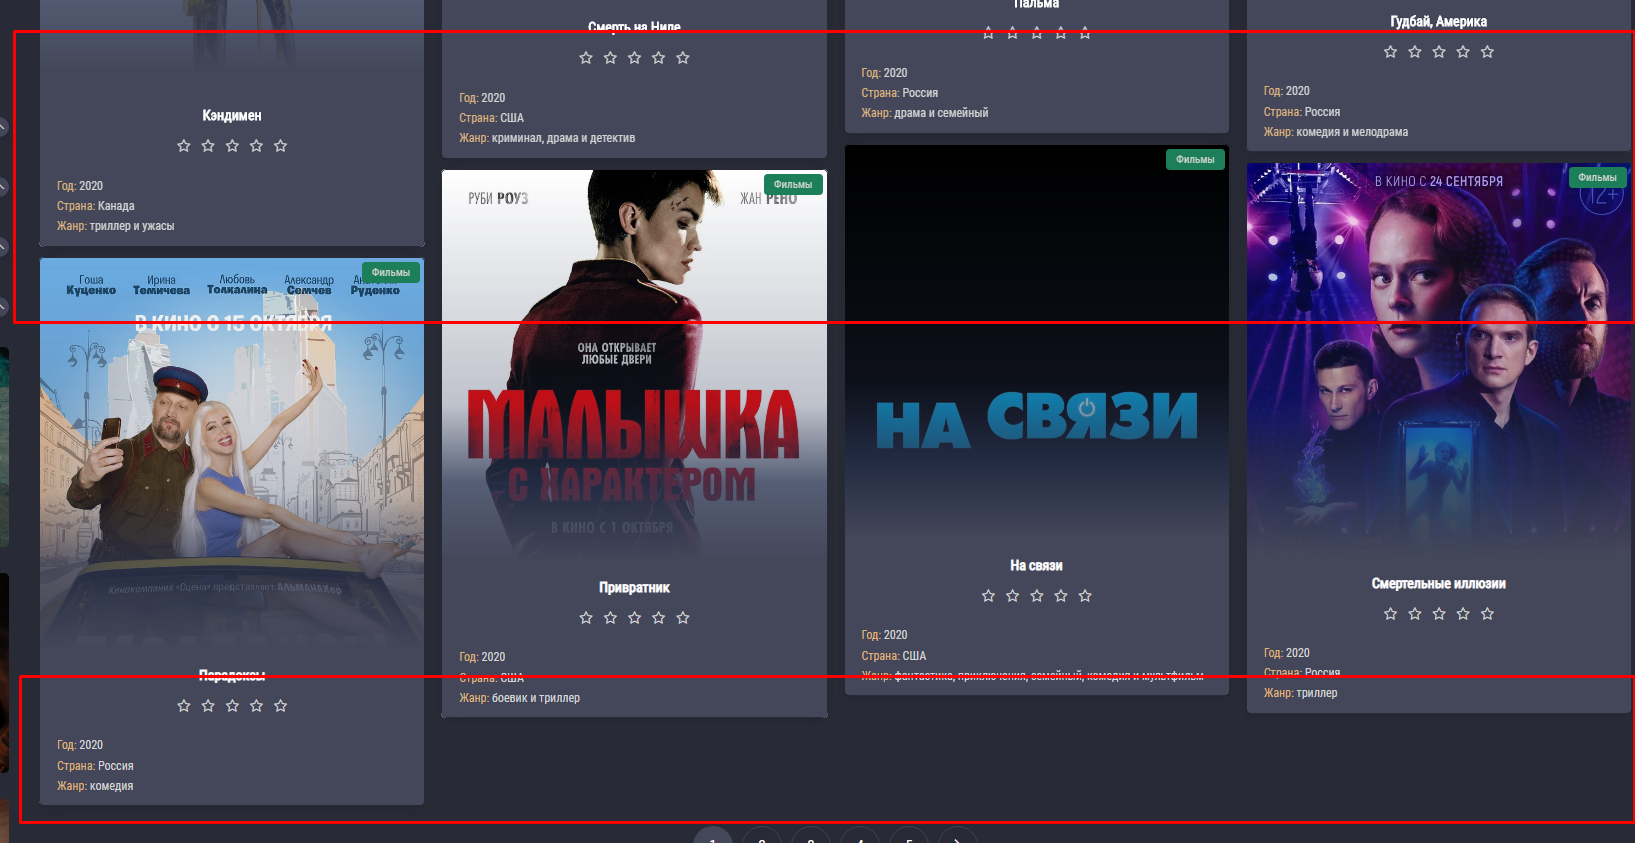 Кэндимен
Год: 2020
Страна: Канада
Жанр: триллер и ужасы
Смерть на Ниле
Год: 2020
Страна: США
Жанр: криминал, драма и детектив
Пальма
Год: 2020
Страна: Россия
Жанр: драма и семейный
Гудбай, Америка
Год: 2020
Страна: Россия
Жанр: комедия и мелодрама
Фильмы
Гоша Куценко
Ирина Темичева
Любовь Толкалина
Александр Семчев
Руденко
В КИНО С 15 ОКТЯБРЯ
Кинокомпания «Сцена» представляет АЛЬМАНАХер
Парадоксы
Год: 2020
Страна: Россия
Жанр: комедия
Фильмы
РУБИ РОУЗ
ЖАН РЕНО
ОНА ОТКРЫВАЕТ
ЛЮБЫЕ ДВЕРИ
МАЛЫШКА
С ХАРАКТЕРОМ
В КИНО С 1 ОКТЯБРЯ
Привратник
Год: 2020
Страна: США
Жанр: боевик и триллер
Фильмы
НА СВЯЗИ
На связи
Год: 2020
Страна: США
Жанр: фантастика, приключения, семейный, комедия и мультфильм
Фильмы
В КИНО С 24 СЕНТЯБРЯ
12+
Смертельные иллюзии
Год: 2020
Страна: Россия
Жанр: триллер
1 2 3 4 5